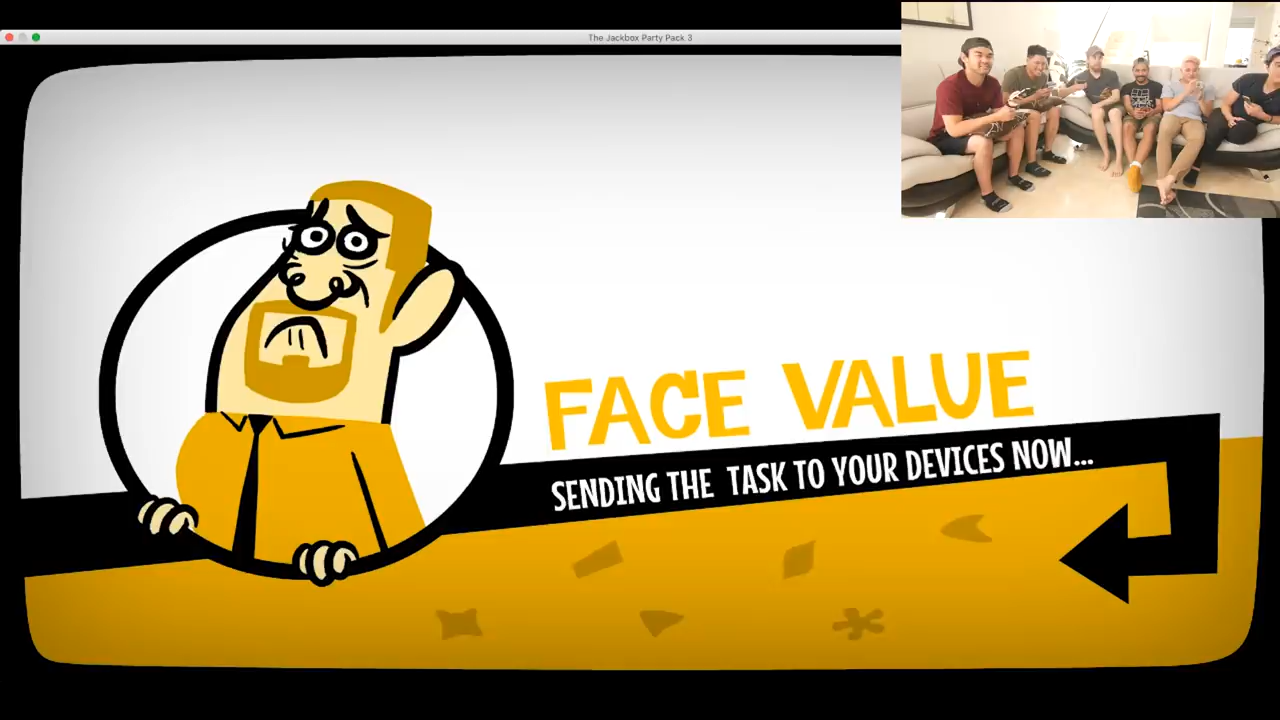 The Jackbox Party Pack 3
FACE VALUE
SENDING THE TASK TO YOUR DEVICES NOW...